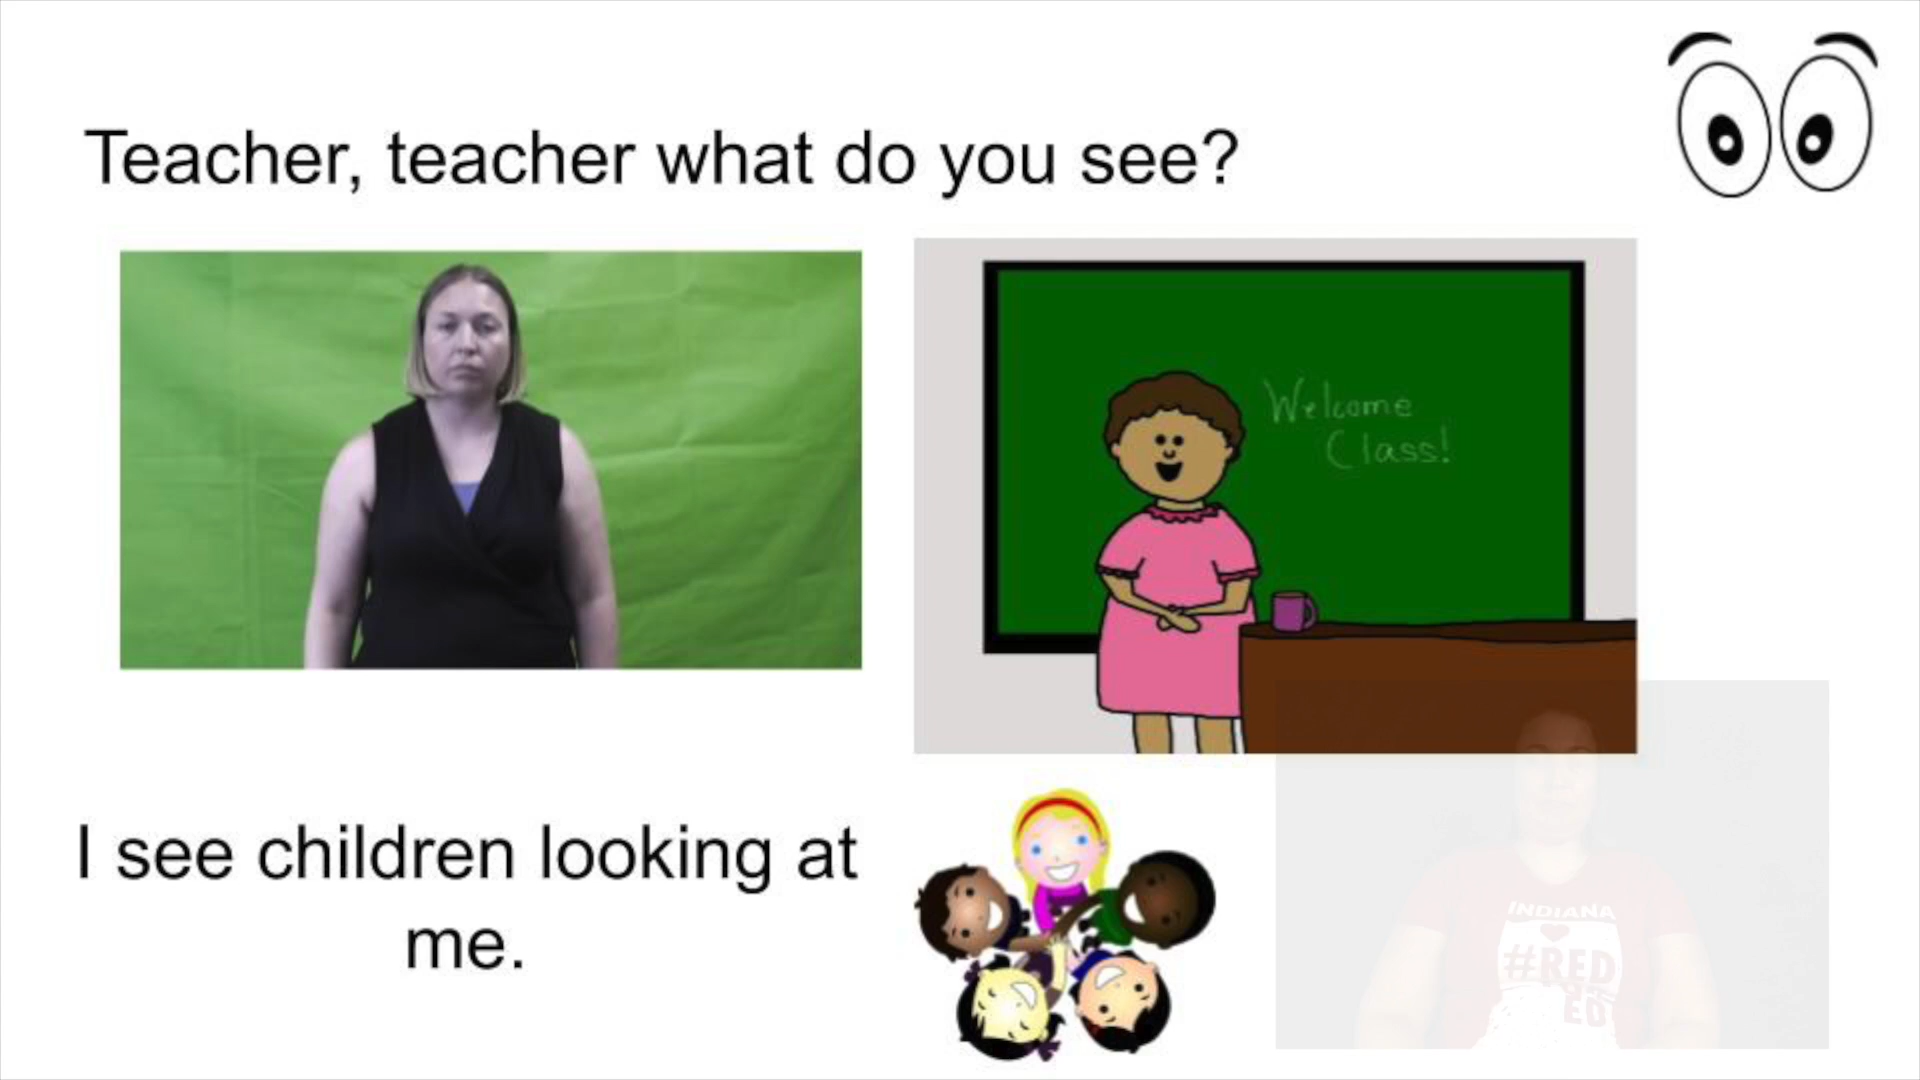 Teacher, teacher what do you see?
Welcome
Class!
I see children looking at
me.
INDIANA
#RED